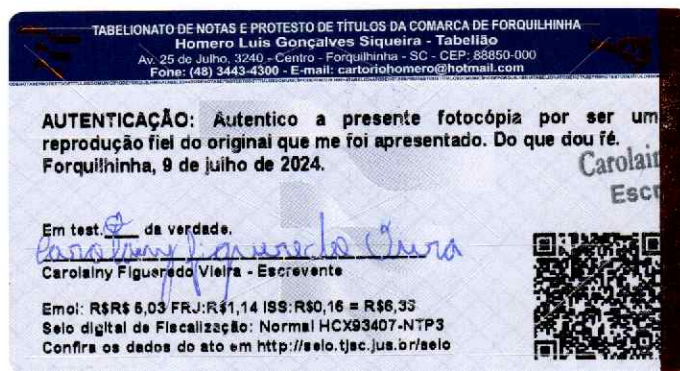 TABELIONATO DE NOTAS E PROTESTO DE TÍTULOS DA COMARCA DE FORQUILHINHA
Homero Luis Gonçalves Siqueira - Tabelião
Av. 25 de Julho, 3240 - Centro - Forquilhinha - SC - CEP: 88850-000
Fone: (48) 3443-4300 - E-mail: cartoriohomero@hotmail.com
AUTENTICAÇÃO: Autentico a presente fotocópia por ser um
reprodução fiel do original que me foi apresentado. Do que dou fé.
Forquilhinha, 9 de julho de 2024.
Carolain
Escr
Em test. da verdade.
Carolainy Figueredo Vieira - Escrevente
Emol: R$R$ 5,03 FRJ:R$1,14 ISS:R$0,16 = R$6,33
Selo digital de Fiscalização: Normal HCX93407-NTP3
Confira os dados do ato em http://selo.tjsc.jus.br/selo